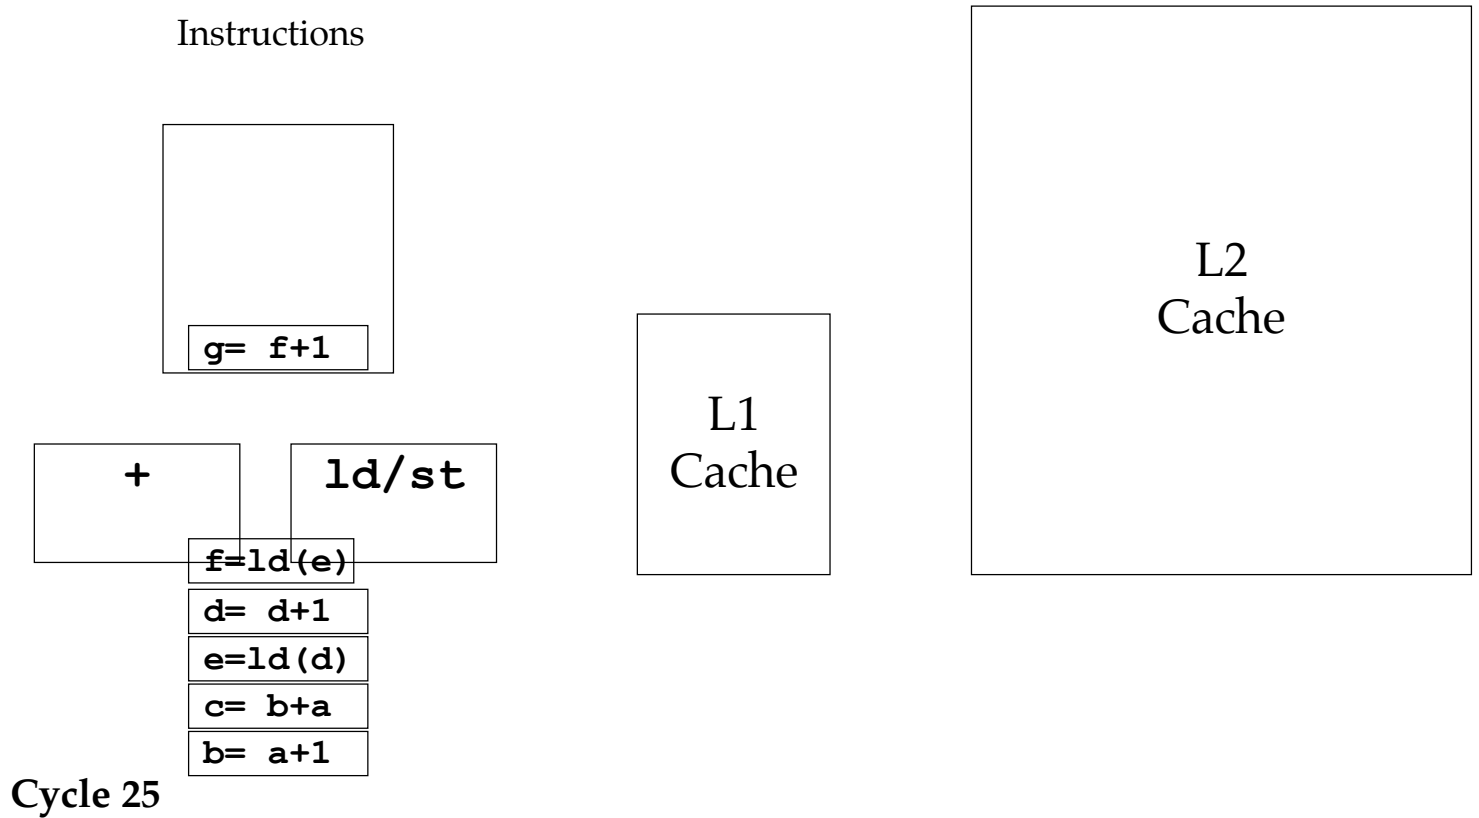 Instructions
g= f+1
+
ld/st
f=ld(e)
d= d+1
e=ld(d)
c= b+a
b= a+1
Cycle 25
L1
Cache
L2
Cache